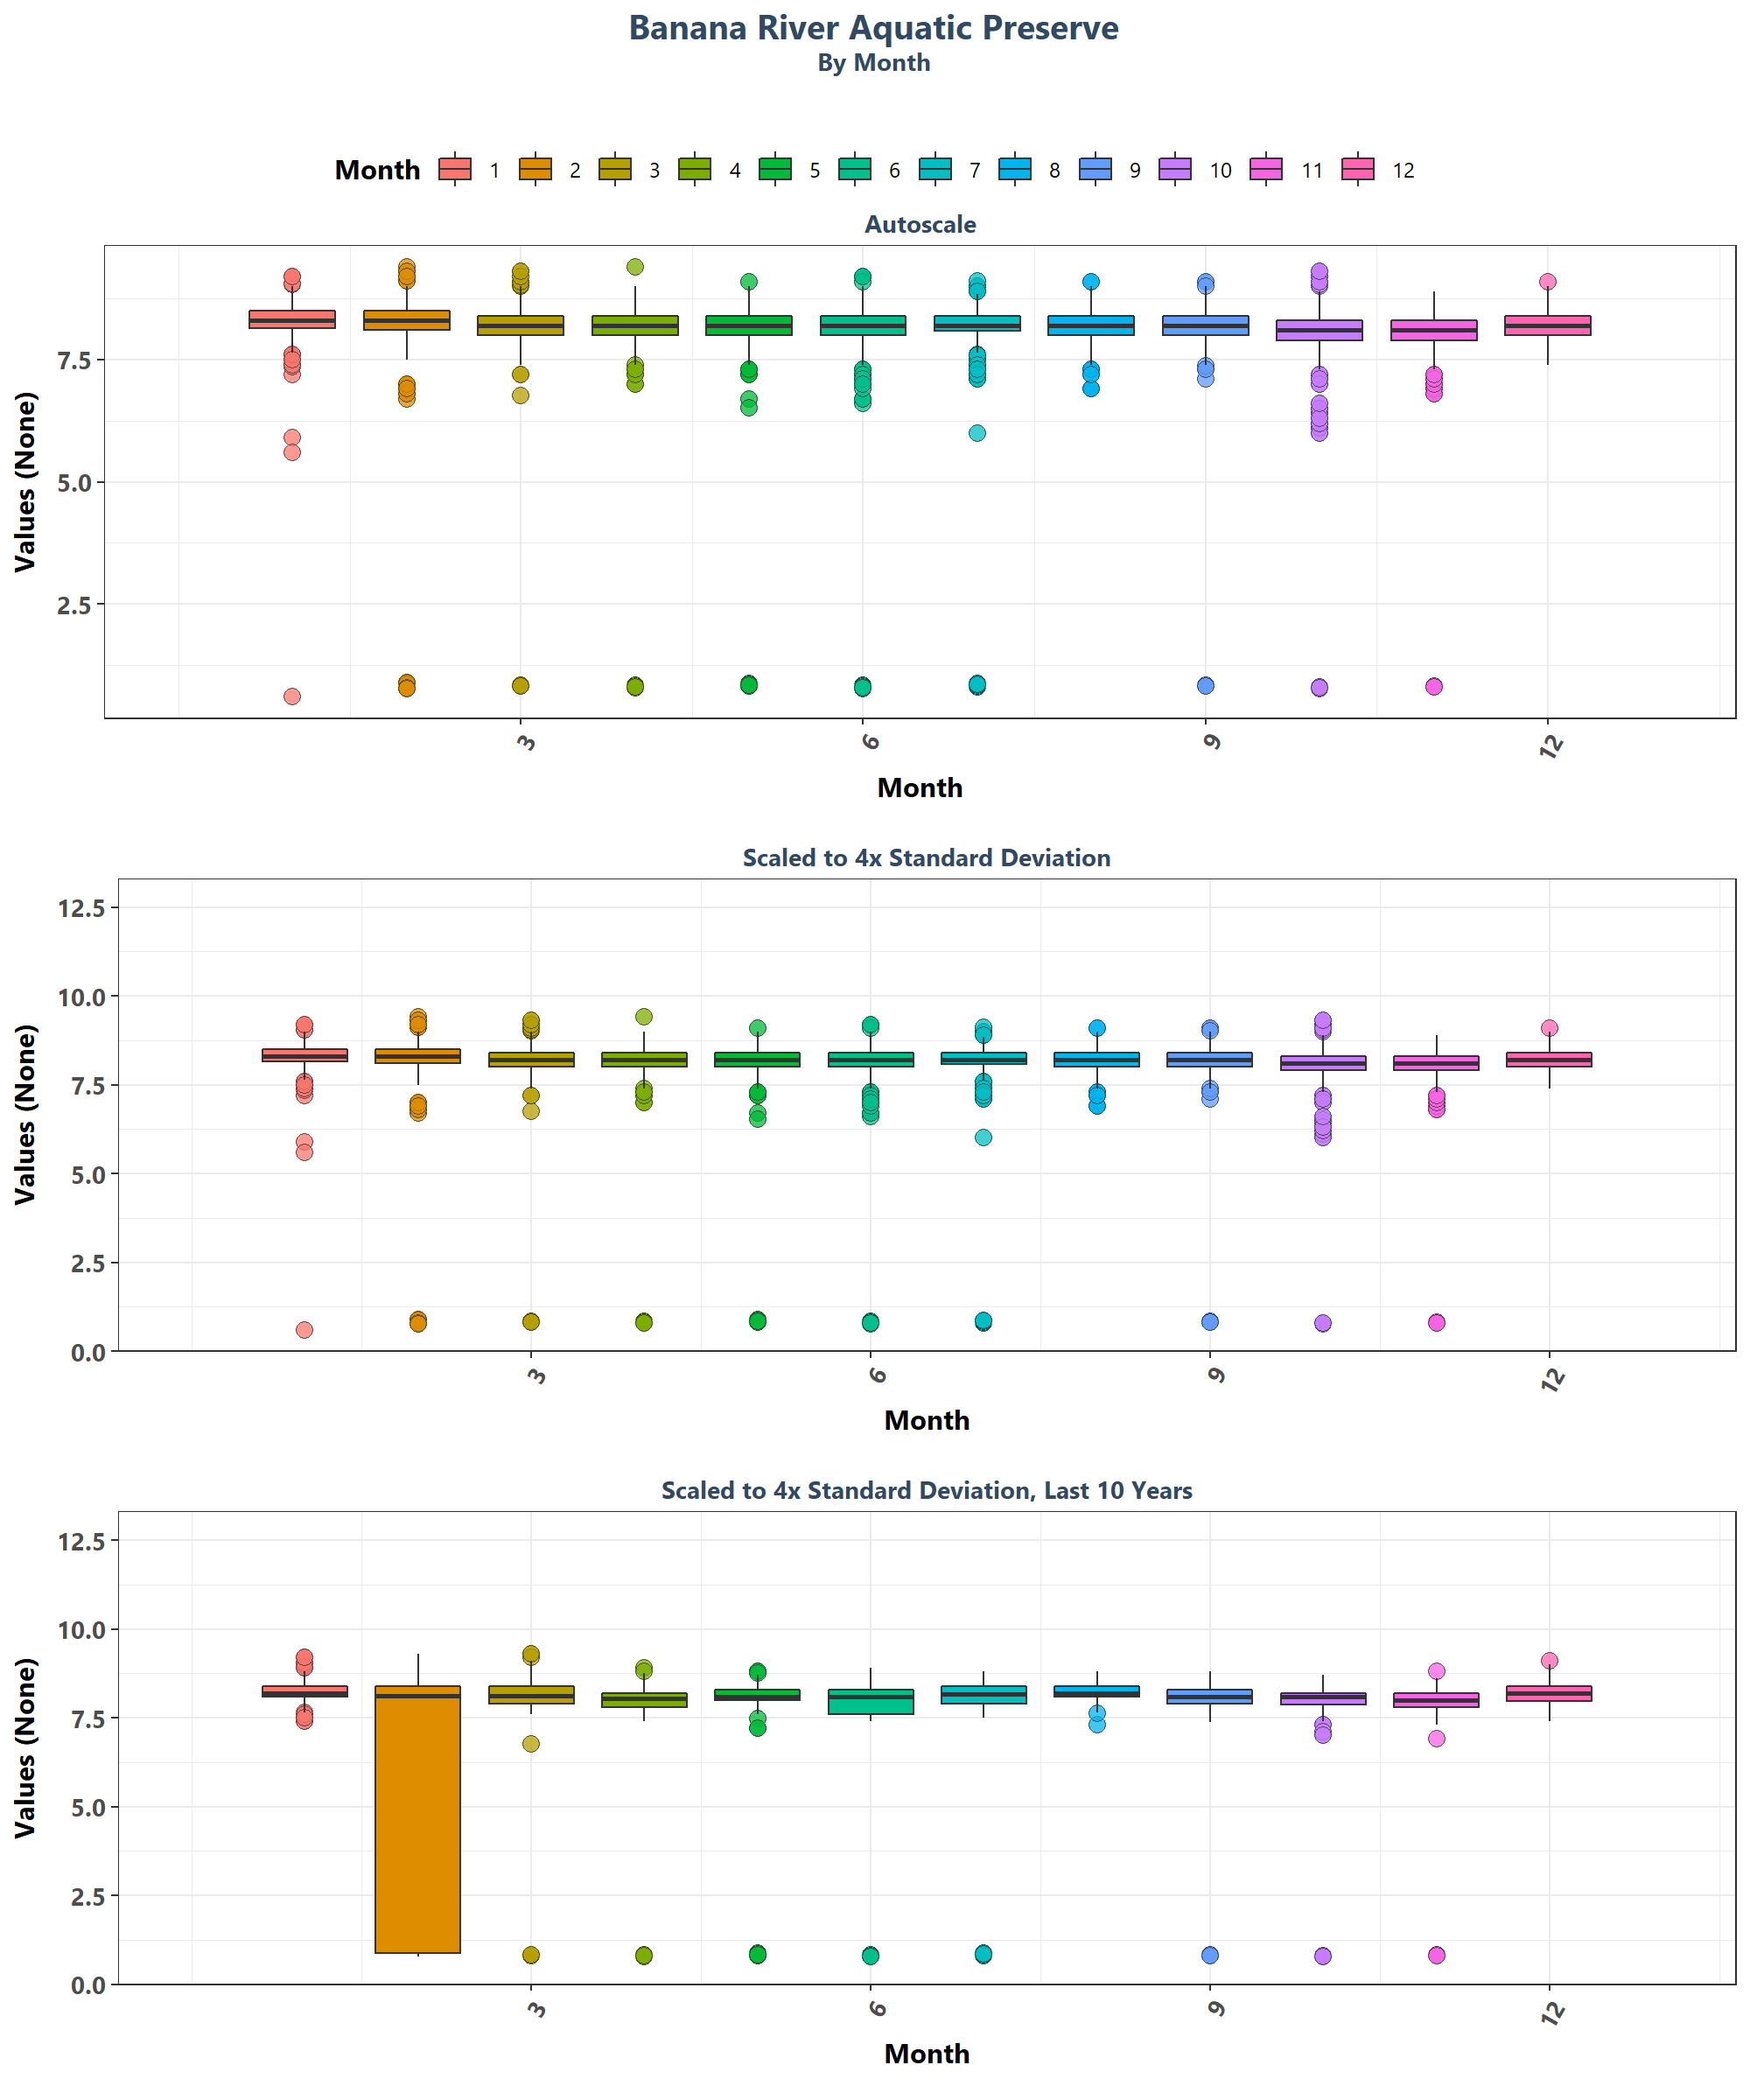 Banana River Aquatic Preserve
By Month
Month 1 2 3 4 5 6 7 8 9 10 11 12
Autoscale
Values (None)
7.5
5.0
2.5
3 6 9 12
Month
Scaled to 4x Standard Deviation
Values (None)
12.5
10.0
7.5
5.0
2.5
0.0
3 6 9 12
Month
Scaled to 4x Standard Deviation, Last 10 Years
Values (None)
12.5
10.0
7.5
5.0
2.5
0.0
3 6 9 12
Month